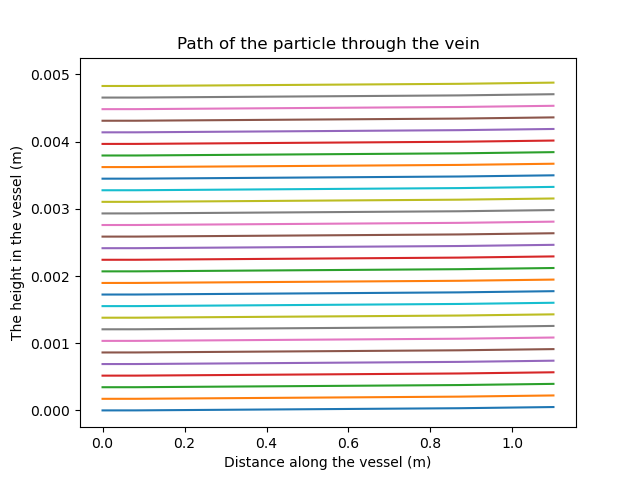 Path of the particle through the vein
0.005
0.004
0.003
0.002
0.001
0.000
The height in the vessel (m)
0.0 0.2 0.4 0.6 0.8 1.0
Distance along the vessel (m)